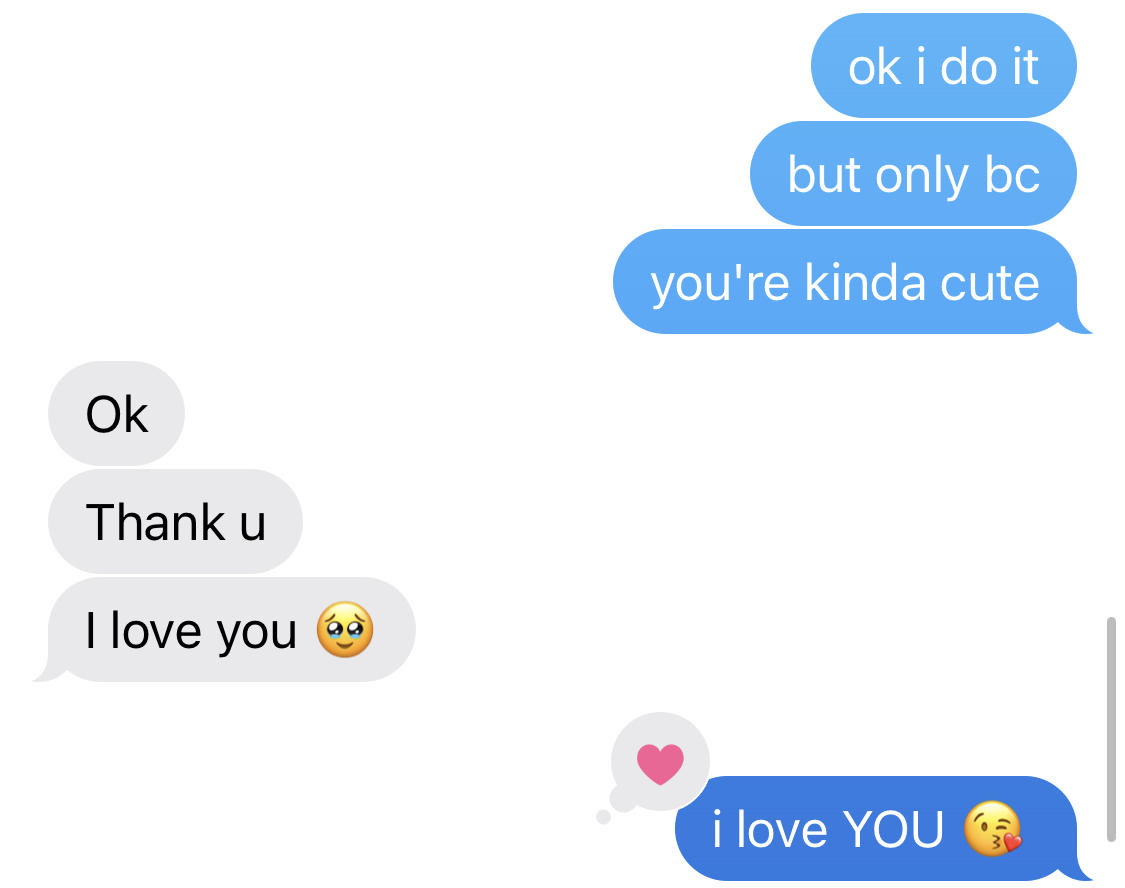 ok i do it
but only bc
you're kinda cute
Ok
Thank u
I love you 🥹
i love YOU 😘